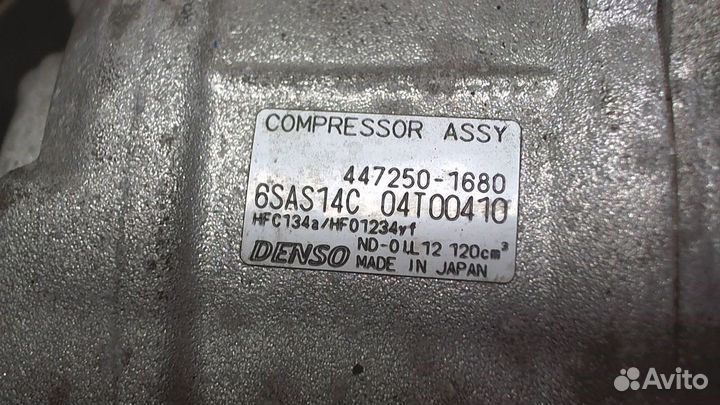 COMPRESSOR ASSY
447250-1680
6SAS14C 04T00410
HFC134a/HFO1234yf
DENSO ND-OIL12 120cm³
MADE IN JAPAN
Avito